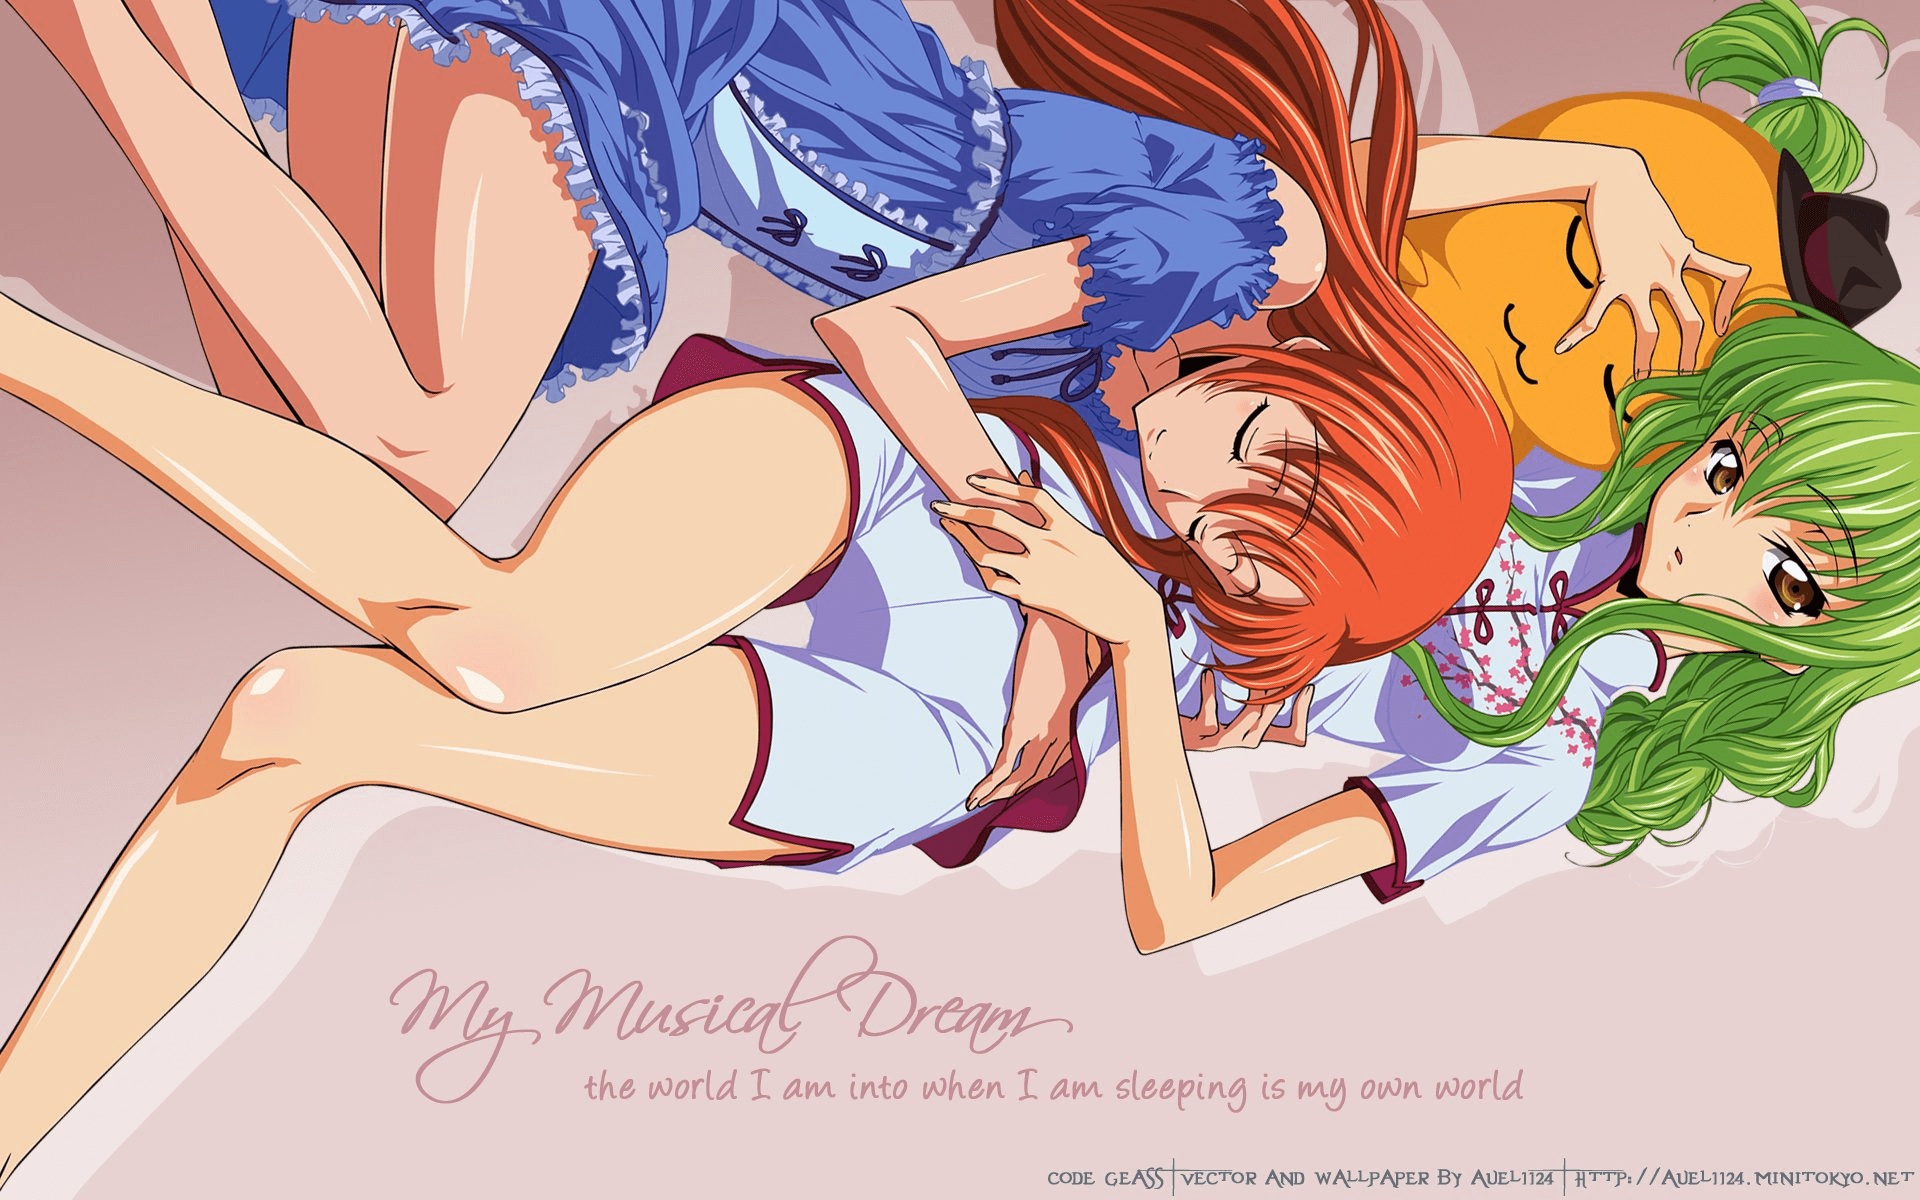 My Musical Dream
the world I am into when I am sleeping is my own world
CODE GEASS | VECTOR AND WALLPAPER BY AUEL1124 | HTTP://AUEL1124.MINITOKYO.NET